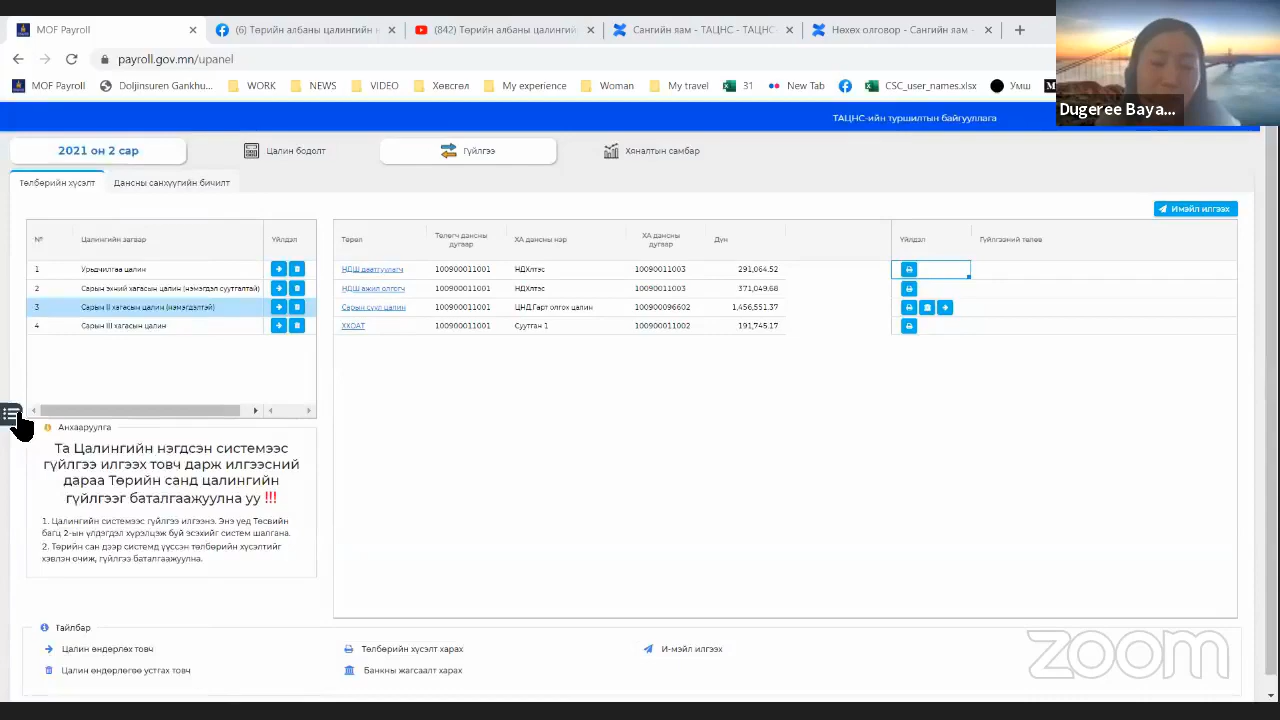 MOF Payroll
(6) Төрийн албаны цалингийн н
(842) Төрийн албаны цалингийн
Сангийн яам - ТАЦНС - ТАЦНС
Нөхөх олговор - Сангийн яам -
payroll.gov.mn/upanel
MOF Payroll
Doljinsuren Gankhu...
WORK
NEWS
VIDEO
Хөвсгөл
My experience
Woman
My travel
31
New Tab
CSC_user_names.xlsx
Умш
Dugeree Baya...
ТАЦНС-ийн туршилтын байгууллага
2021 он 2 сар
Цалин бодолт
Гүйлгээ
Хяналтын самбар
Төлбөрийн хүсэлт
Дансны санхүүгийн бичилт
Имэйл илгээх
№
Цалингийн загвар
Үйлдэл
1 Урьдчилгаа цалин
2 Сарын эхний хагасын цалин (нэмэгдэл суутгалтай)
3 Сарын II хагасын цалин (нэмэгдэлтэй)
4 Сарын III хагасын цалин
Төрөл
Төлөгч дансны дугаар
ХА дансны нэр
ХА дансны дугаар
Дүн
Үйлдэл
Гүйлгээний төлөв
НДШ даатгуулагч 100900011001 НДХэлтэс 10090011003 291,064.52
НДШ ажил олгогч 100900011001 НДХэлтэс 10090011003 371,049.68
Сарын сүүл цалин 100900011001 ЦНД.Гарт олгох цалин 100900096602 1,456,551.37
ХХОАТ 100900011001 Суутган 1 100900011002 191,745.17
Анхааруулга
Та Цалингийн нэгдсэн системээс
гүйлгээ илгээх товч дарж илгээсний
дараа Төрийн санд цалингийн
гүйлгээг баталгаажуулна уу !!!
1. Цалингийн системээс гүйлгээ илгээнэ. Энэ үед Төсвийн
багц 2-ын үлдэгдэл хүрэлцэж буй эсэхийг систем шалгана.
2. Төрийн сан дээр системд үүссэн төлбөрийн хүсэлтийг
хэвлэн очиж, гүйлгээ баталгаажуулна.
Тайлбар
Цалин өндөрлөх товч
Төлбөрийн хүсэлт харах
И-мэйл илгээх
Цалин өндөрлөгөө устгах товч
Банкны жагсаалт харах
zoom